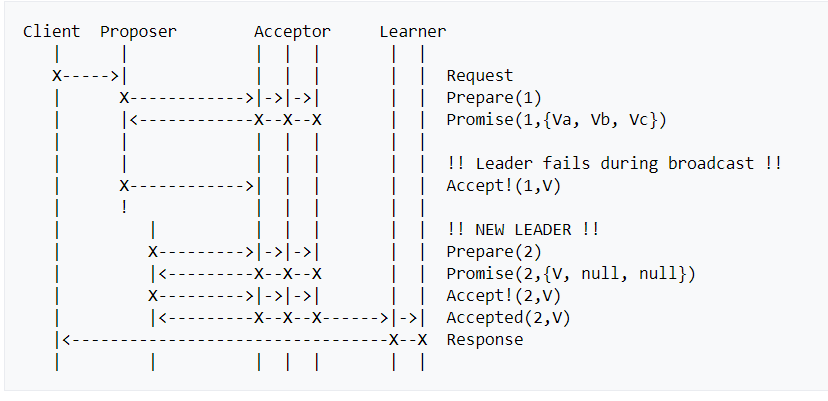 Client Proposer Acceptor Learner
| | | | | | |
X----->| | | | | | Request
| X------------>|->|->| | | Prepare(1)
| |<------------X--X--X | | Promise(1,{Va, Vb, Vc})
| | | | | | |
| | | | | | | !! Leader fails during broadcast !!
| X------------>| | | | | Accept!(1,V)
| ! | | | | |
| | | | | | | !! NEW LEADER !!
| X--------->|->|->| | | Prepare(2)
| |<---------X--X--X | | Promise(2,{V, null, null})
| X--------->|->|->| | | Accept!(2,V)
| |<---------X--X--X------>|->| Accepted(2,V)
|<---------------------------------X--X Response
| | | | | | |